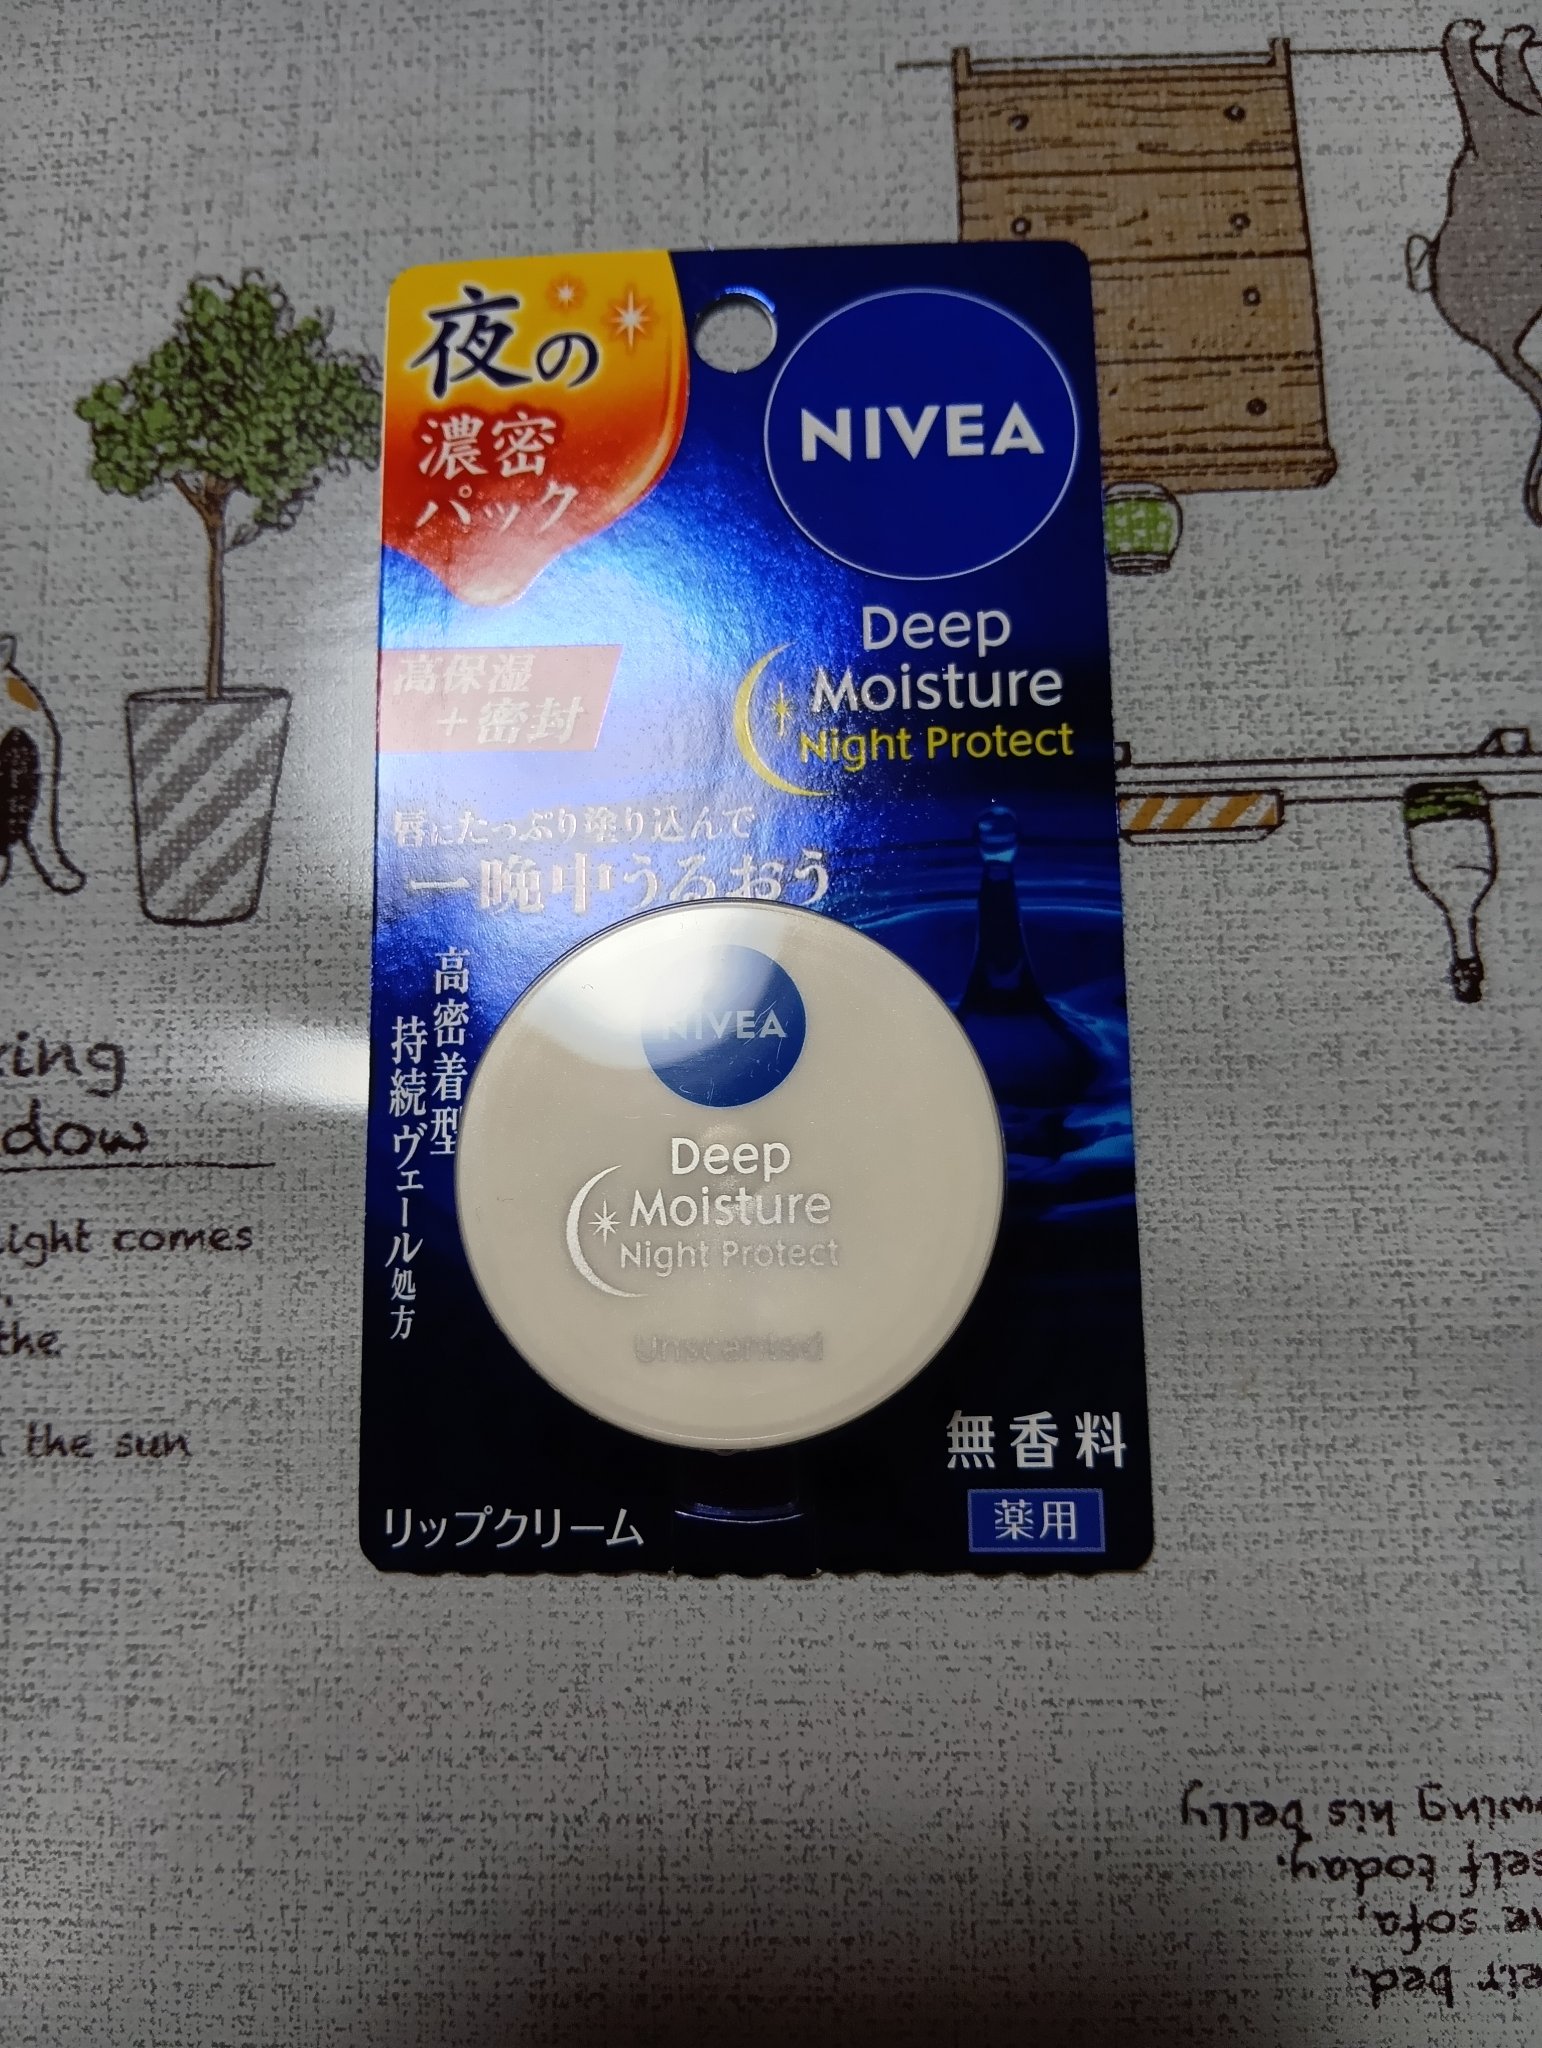 夜の
濃密
パック
NIVEA
Deep
Moisture
Night Protect
高保湿
+密封
唇にたっぷり塗り込んで
一晩中うるおう
高密着型
持続ヴェール処方
NIVEA
Deep
Moisture
Night Protect
Unscented
無香料
薬用
リップクリーム
dow
light comes
the
the sun
his belly
self today.
sofa,
bed,